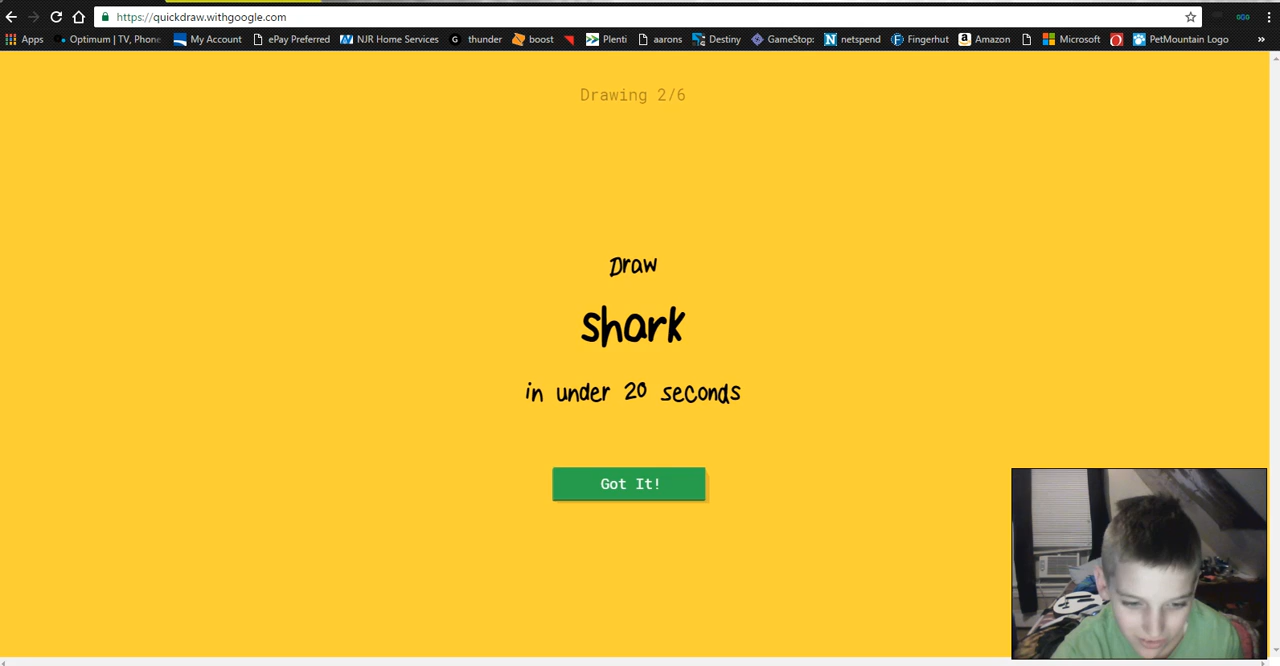 https://quickdraw.withgoogle.com
Apps Optimum | TV, Phone My Account ePay Preferred NJR Home Services G thunder boost Plenti aarons Destiny GameStop: N netspend F Fingerhut a Amazon Microsoft PetMountain Logo »
Drawing 2/6
Draw
shark
in under 20 seconds
Got It!